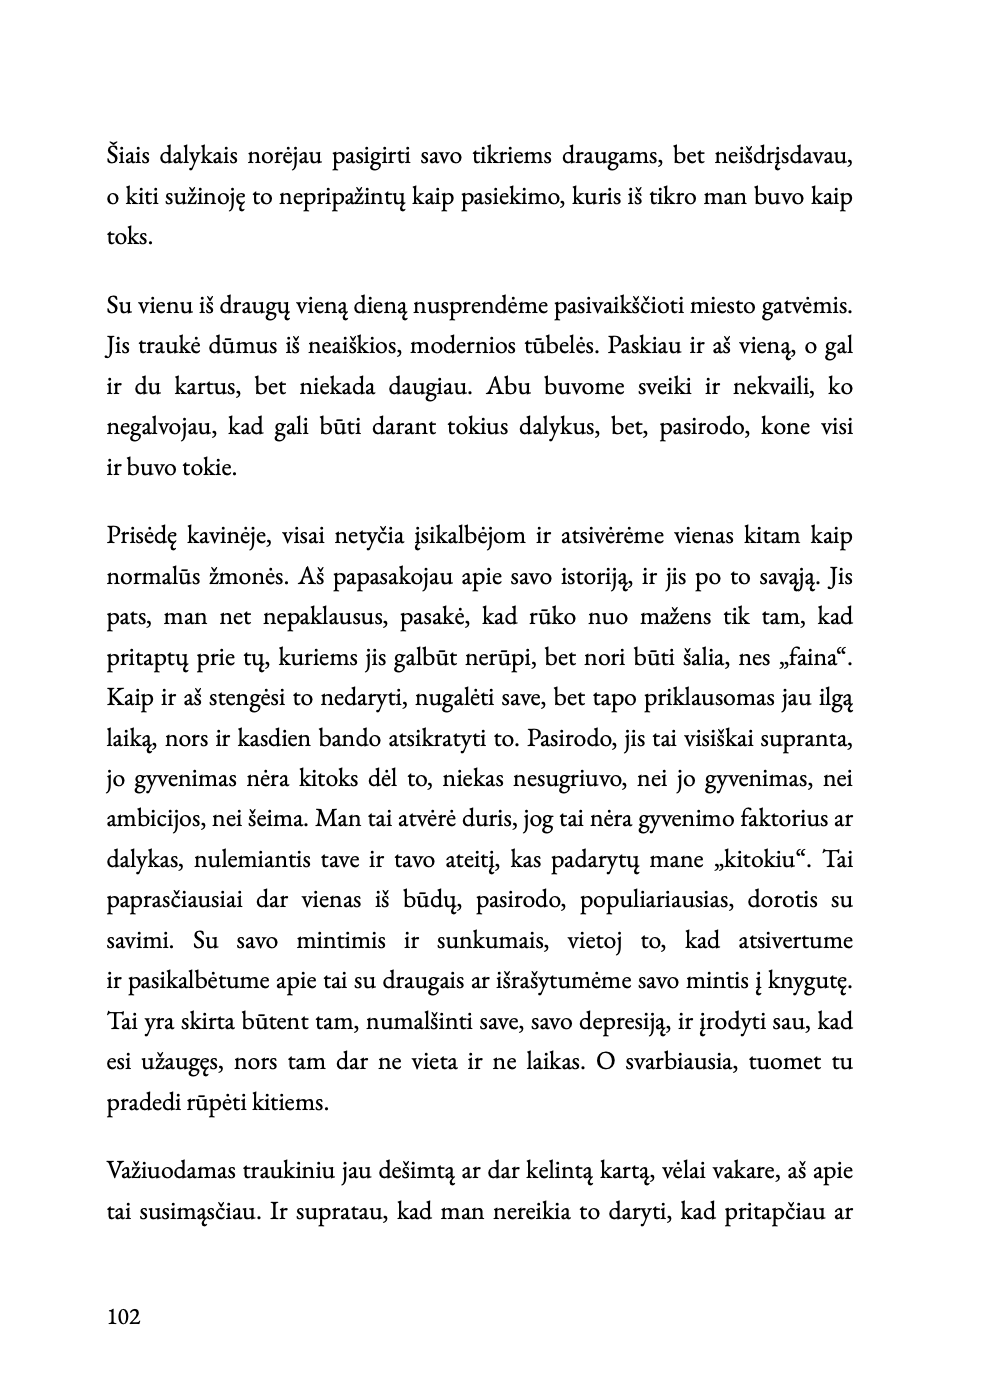 Šiais dalykais norėjau pasigirti savo tikriems draugams, bet neišdrįsdavau,
o kiti sužinoję to nepripažintų kaip pasiekimo, kuris iš tikro man buvo kaip
toks.
Su vienu iš draugų vieną dieną nusprendėme pasivaikščioti miesto gatvėmis.
Jis traukė dūmus iš neaiškios, modernios tūbelės. Paskiau ir aš vieną, o gal
ir du kartus, bet niekada daugiau. Abu buvome sveiki ir nekvaili, ko
negalvojau, kad gali būti darant tokius dalykus, bet, pasirodo, kone visi
ir buvo tokie.
Prisėdę kavinėje, visai netyčia įsikalbėjom ir atsivėrėme vienas kitam kaip
normalūs žmonės. Aš papasakojau apie savo istoriją, ir jis po to savąją. Jis
pats, man net nepaklausus, pasakė, kad rūko nuo mažens tik tam, kad
pritaptų prie tų, kuriems jis galbūt nerūpi, bet nori būti šalia, nes „faina“.
Kaip ir aš stengėsi to nedaryti, nugalėti save, bet tapo priklausomas jau ilgą
laiką, nors ir kasdien bando atsikratyti to. Pasirodo, jis tai visiškai supranta,
jo gyvenimas nėra kitoks dėl to, niekas nesugriuvo, nei jo gyvenimas, nei
ambicijos, nei šeima. Man tai atvėrė duris, jog tai nėra gyvenimo faktorius ar
dalykas, nulemiantis tave ir tavo ateitį, kas padarytų mane „kitokiu“. Tai
paprasčiausiai dar vienas iš būdų, pasirodo, populiariausias, dorotis su
savimi. Su savo mintimis ir sunkumais, vietoj to, kad atsivertume
ir pasikalbėtume apie tai su draugais ar išrašytumėme savo mintis į knygutę.
Tai yra skirta būtent tam, numalšinti save, savo depresiją, ir įrodyti sau, kad
esi užaugęs, nors tam dar ne vieta ir ne laikas. O svarbiausia, tuomet tu
pradedi rūpėti kitiems.
Važiuodamas traukiniu jau dešimtą ar dar kelintą kartą, vėlai vakare, aš apie
tai susimąsčiau. Ir supratau, kad man nereikia to daryti, kad pritapčiau ar
102